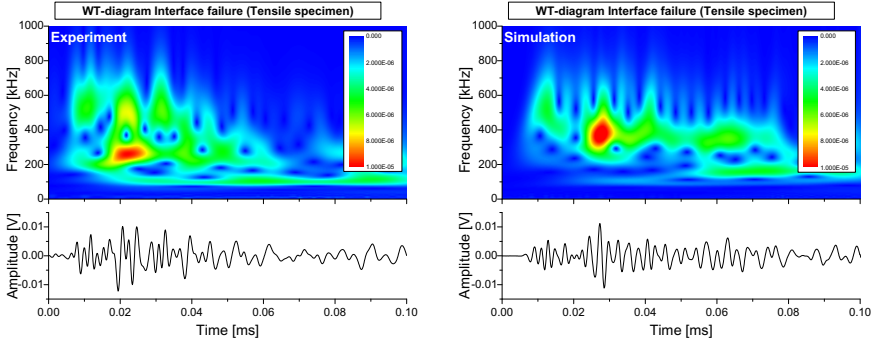 WT-diagram Interface failure (Tensile specimen)
Experiment
Frequency [kHz]
1000
800
600
400
200
0
0.000
2.000E-06
4.000E-06
6.000E-06
8.000E-06
1.000E-05
Amplitude [V]
0.01
0.00
-0.01
0.00
0.02
0.04
0.06
0.08
0.10
Time [ms]
WT-diagram Interface failure (Tensile specimen)
Simulation
Frequency [kHz]
1000
800
600
400
200
0
0.000
2.000E-06
4.000E-06
6.000E-06
8.000E-06
1.000E-05
Amplitude [V]
0.01
0.00
-0.01
0.00
0.02
0.04
0.06
0.08
0.10
Time [ms]